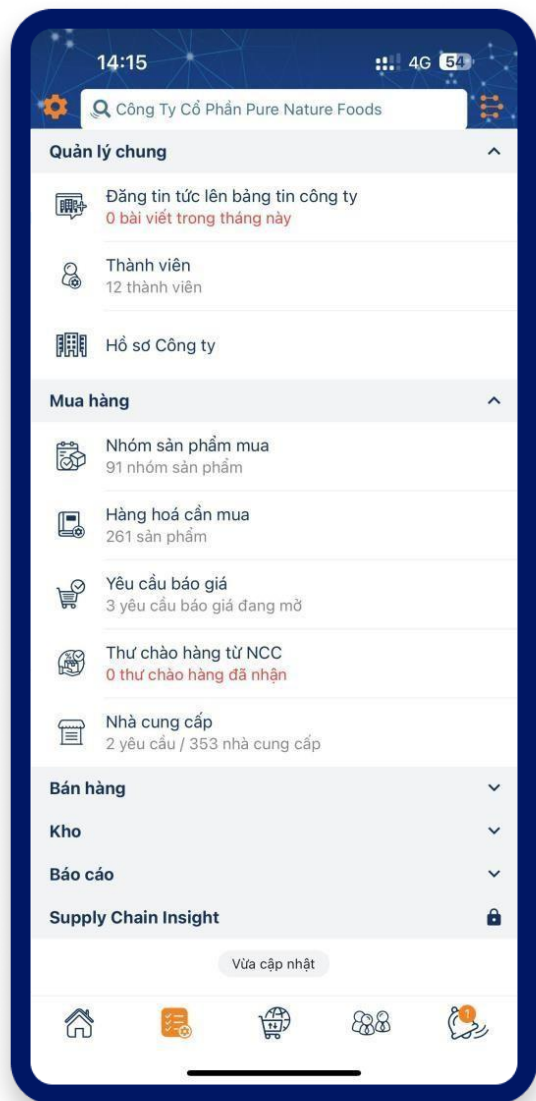 14:15
4G 54
Công Ty Cổ Phần Pure Nature Foods
Quản lý chung
Đăng tin tức lên bảng tin công ty
0 bài viết trong tháng này
Thành viên
12 thành viên
Hồ sơ Công ty
Mua hàng
Nhóm sản phẩm mua
91 nhóm sản phẩm
Hàng hoá cần mua
261 sản phẩm
Yêu cầu báo giá
3 yêu cầu báo giá đang mở
Thư chào hàng từ NCC
0 thư chào hàng đã nhận
Nhà cung cấp
2 yêu cầu / 353 nhà cung cấp
Bán hàng
Kho
Báo cáo
Supply Chain Insight
Vừa cập nhật
1